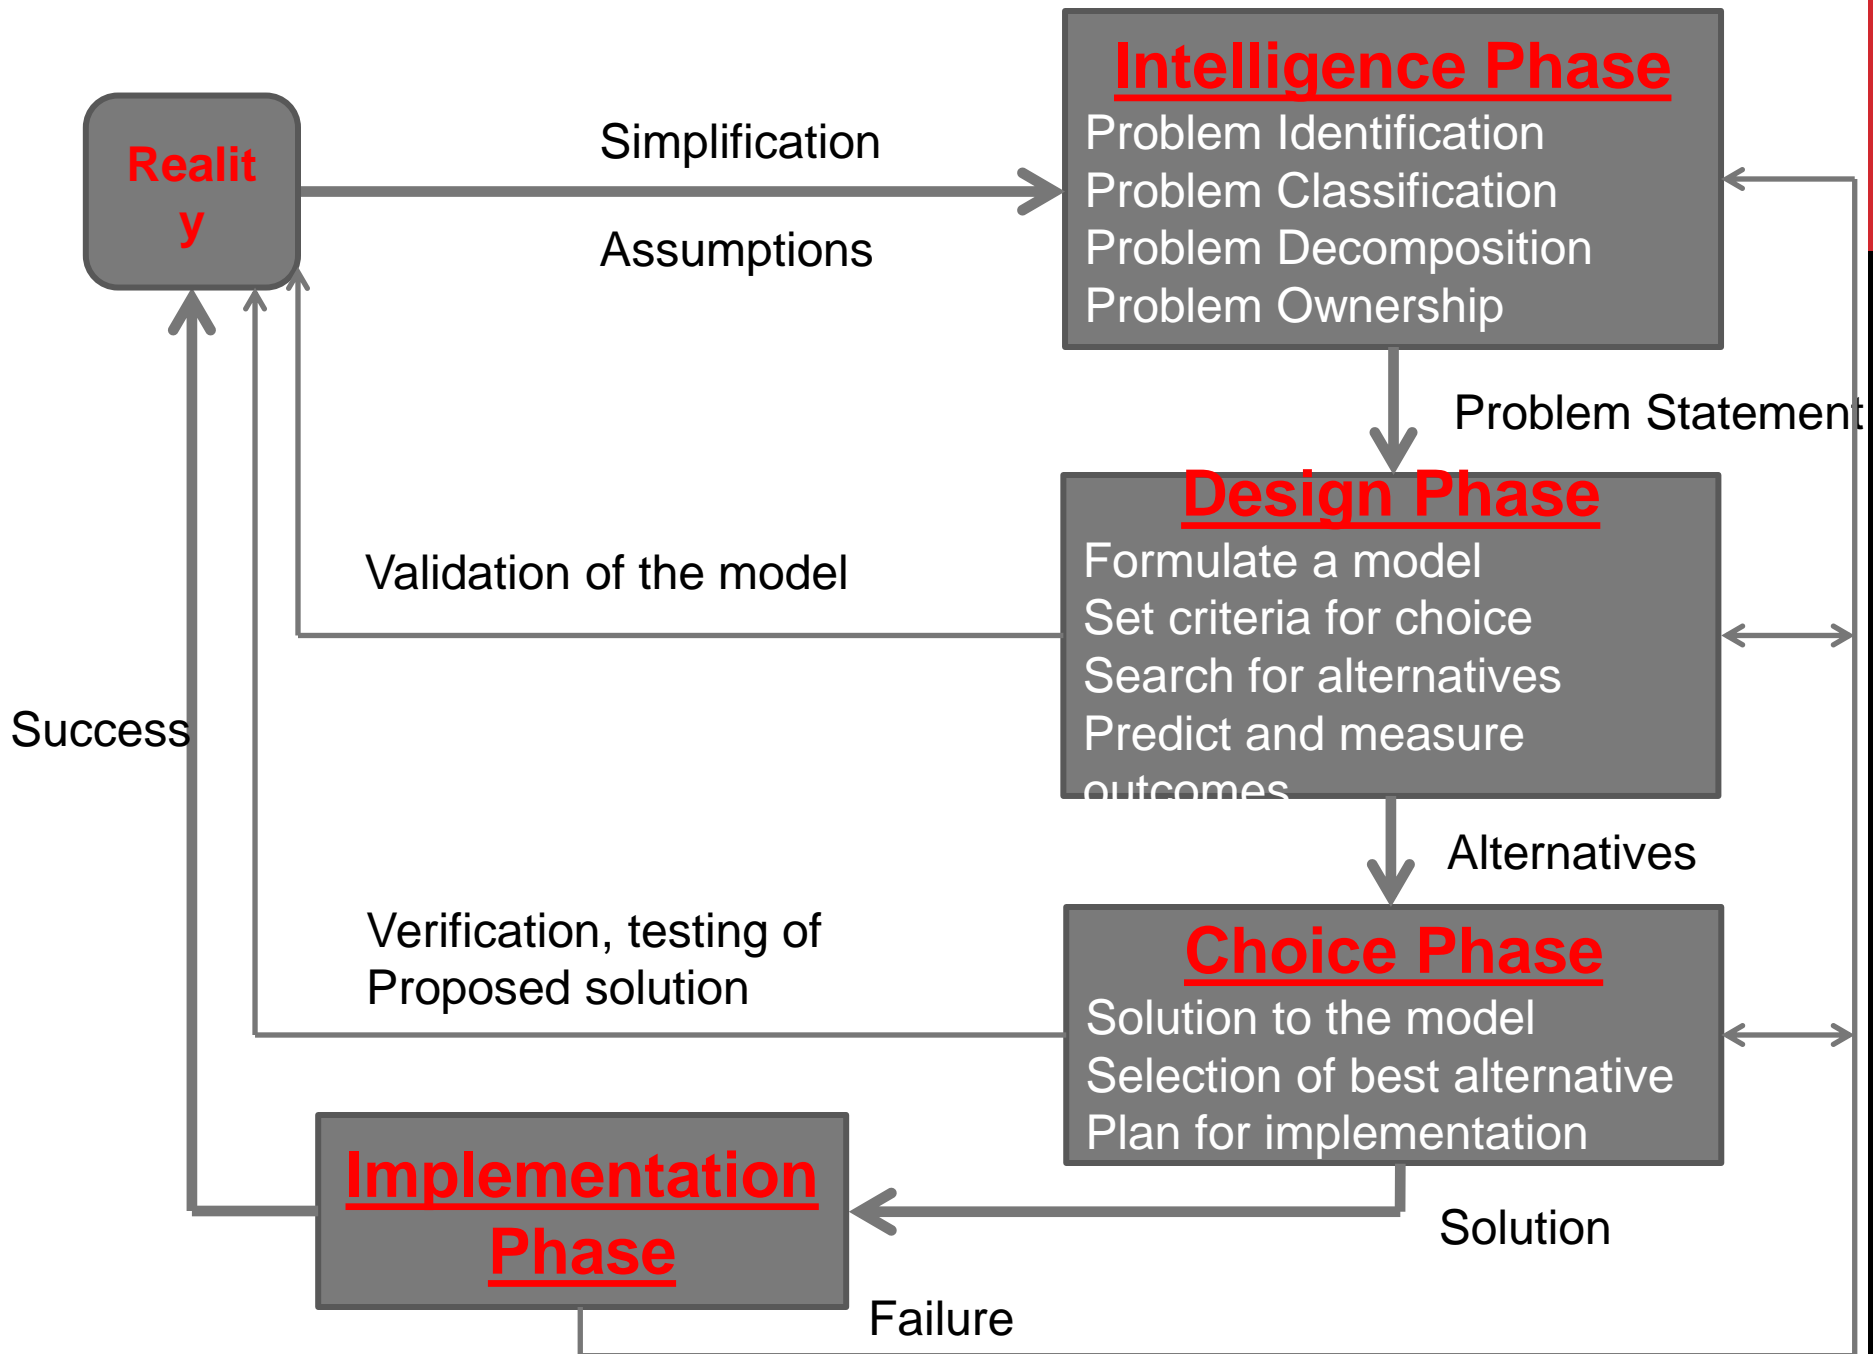 Intelligence Phase
Problem Identification
Problem Classification
Problem Decomposition
Problem Ownership
Realit
y
Simplification
Assumptions
Problem Statement
Design Phase
Formulate a model
Set criteria for choice
Search for alternatives
Predict and measure
outcomes
Validation of the model
Success
Alternatives
Verification, testing of
Proposed solution
Choice Phase
Solution to the model
Selection of best alternative
Plan for implementation
Implementation
Phase
Solution
Failure